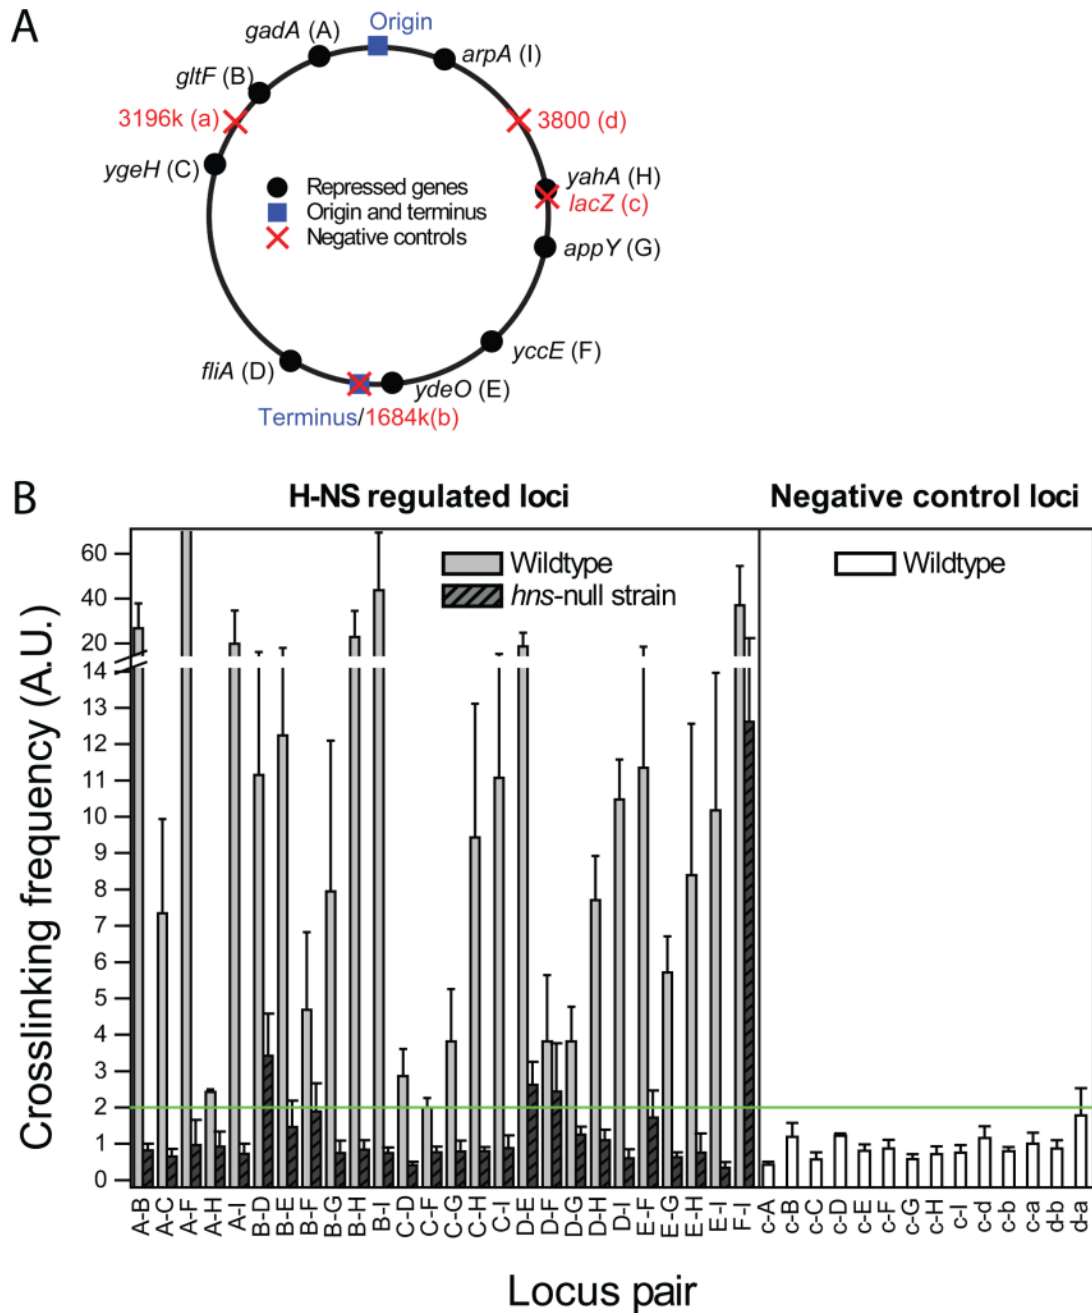 A
Origin
gadA (A)
arpA (I)
gltF (B)
3196k (a)
3800 (d)
ygeH (C)
yahA (H)
lacZ (c)
Repressed genes
Origin and terminus
Negative controls
appY (G)
yccE (F)
fliA (D)
ydeO (E)
Terminus/1684k(b)
B
H-NS regulated loci
Negative control loci
Wildtype
hns-null strain
Wildtype
Crosslinking frequency (A.U.)
60
40
20
14
13
12
11
10
9
8
7
6
5
4
3
2
1
0
A-B
A-C
A-F
A-H
A-I
B-D
B-E
B-F
B-G
B-H
B-I
C-D
C-F
C-G
C-H
C-I
D-E
D-F
D-G
D-H
D-I
E-F
E-G
E-H
E-I
F-I
c-A
c-B
c-C
c-D
c-E
c-F
c-G
c-H
c-I
c-d
c-b
c-a
d-b
d-a
Locus pair